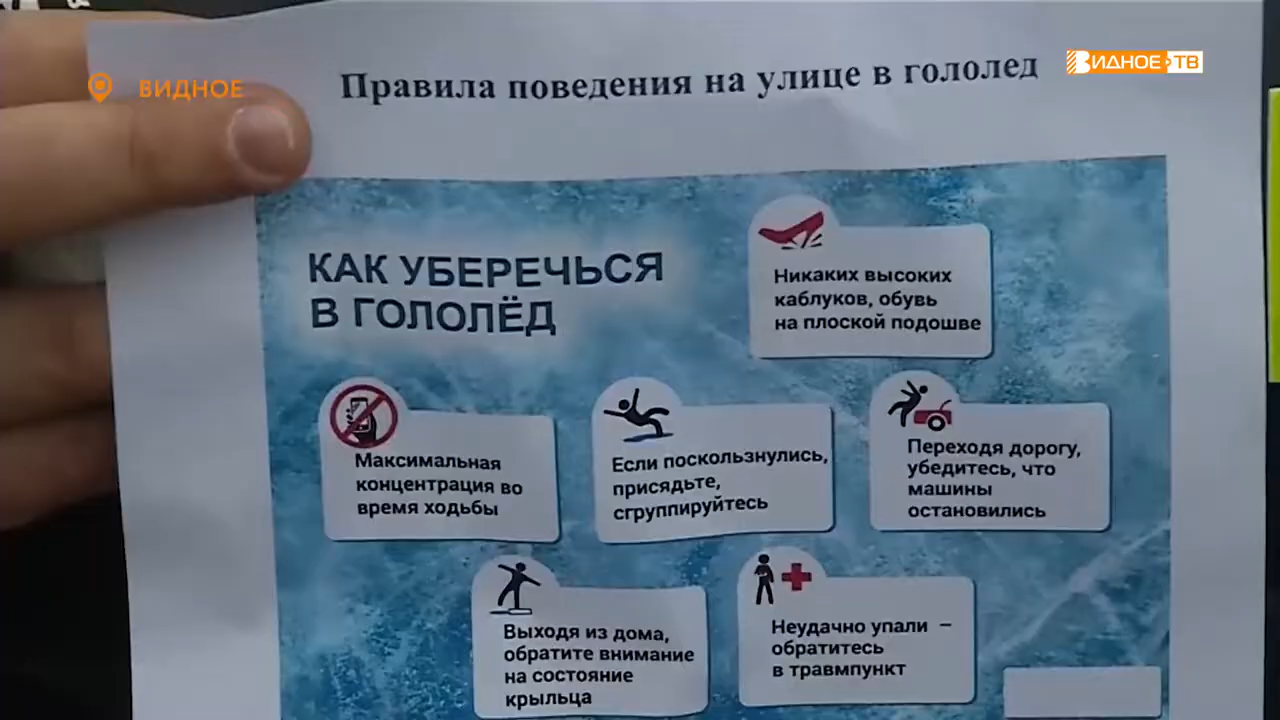 ВИДНОЕ
ВИДНОЕ ТВ
Правила поведения на улице в гололед
КАК УБЕРЕЧЬСЯ
В ГОЛОЛЁД
Никаких высоких
каблуков, обувь
на плоской подошве
Максимальная
концентрация во
время ходьбы
Если поскользнулись,
присядьте,
сгруппируйтесь
Переходя дорогу,
убедитесь, что
машины
остановились
Выходя из дома,
обратите внимание
на состояние
крыльца
Неудачно упали –
обратитесь
в травмпункт